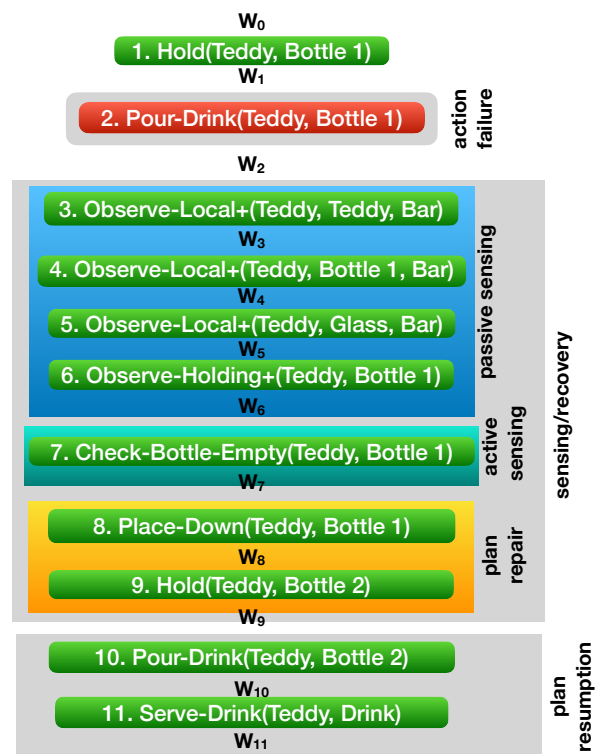 W₀
1. Hold(Teddy, Bottle 1)
W₁
2. Pour-Drink(Teddy, Bottle 1)
action
failure
W₂
3. Observe-Local+(Teddy, Teddy, Bar)
W₃
4. Observe-Local+(Teddy, Bottle 1, Bar)
W₄
5. Observe-Local+(Teddy, Glass, Bar)
W₅
6. Observe-Holding+(Teddy, Bottle 1)
W₆
passive sensing
7. Check-Bottle-Empty(Teddy, Bottle 1)
W₇
active
sensing
8. Place-Down(Teddy, Bottle 1)
W₈
9. Hold(Teddy, Bottle 2)
W₉
plan
repair
sensing/recovery
10. Pour-Drink(Teddy, Bottle 2)
W₁₀
11. Serve-Drink(Teddy, Drink)
W₁₁
plan
resumption